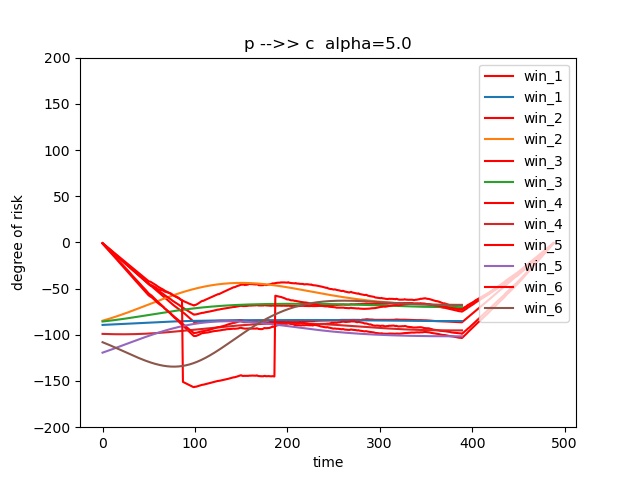 p -->> c  alpha=5.0
200
150
100
50
0
−50
−100
−150
−200
degree of risk
0
100
200
300
400
500
time
win_1
win_1
win_2
win_2
win_3
win_3
win_4
win_4
win_5
win_5
win_6
win_6